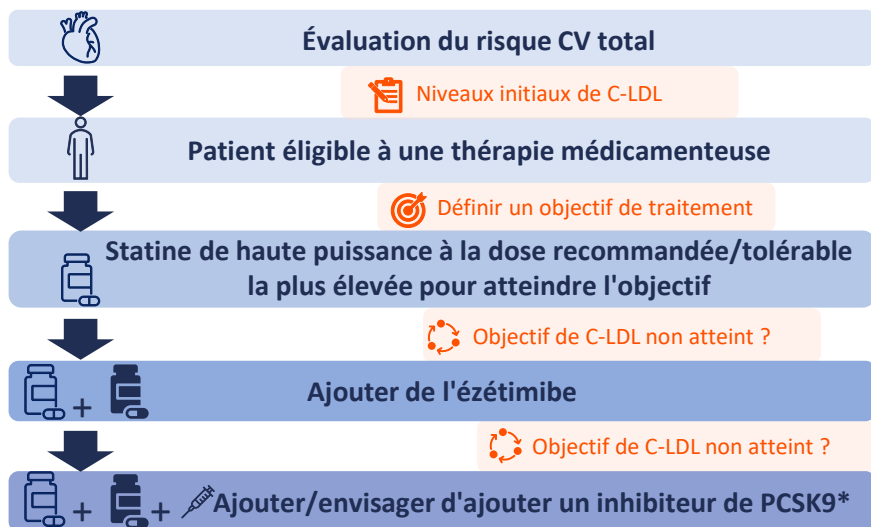 Évaluation du risque CV total
Niveaux initiaux de C-LDL
Patient éligible à une thérapie médicamenteuse
Définir un objectif de traitement
Statine de haute puissance à la dose recommandée/tolérable
la plus élevée pour atteindre l'objectif
Objectif de C-LDL non atteint ?
+ Ajouter de l'ézétimibe
Objectif de C-LDL non atteint ?
+ + Ajouter/envisager d'ajouter un inhibiteur de PCSK9*